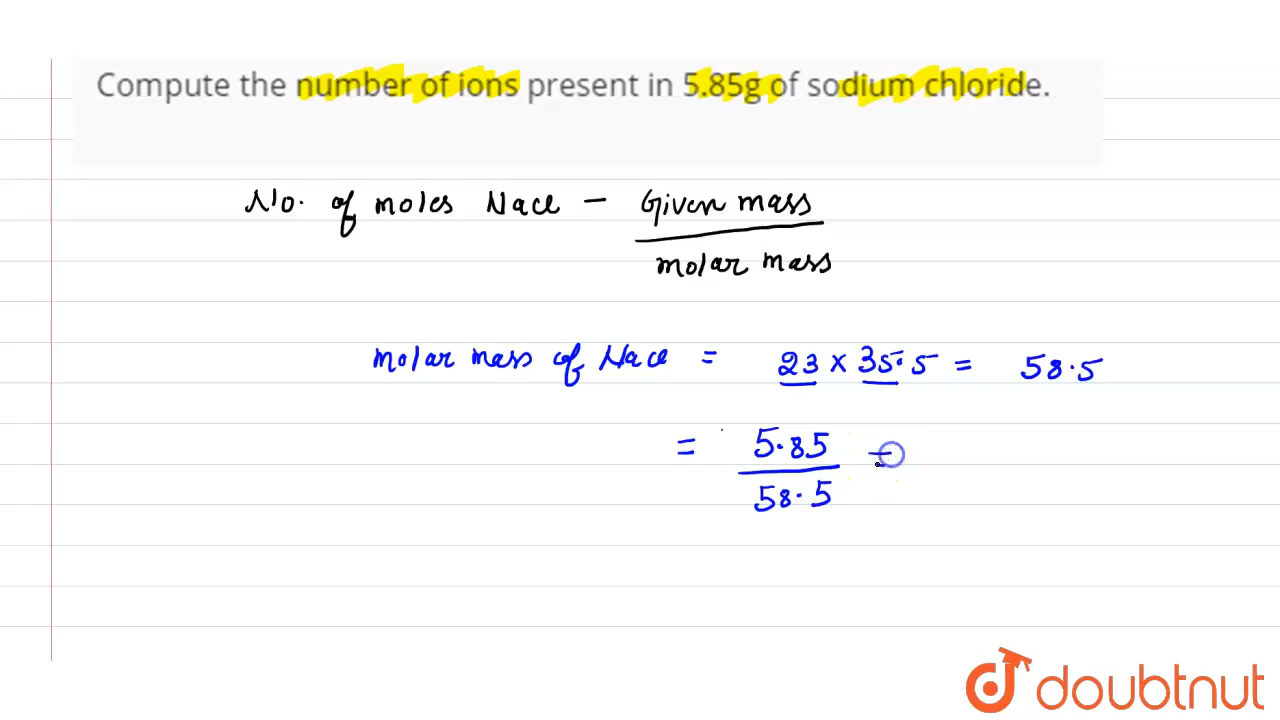 Compute the number of ions present in 5.85g of sodium chloride.
No. of moles Nacl - Given mass
molar mass
molar mass of Nacl = 23 x 35.5 = 58.5
= 5.85 =
58.5
doubtnut